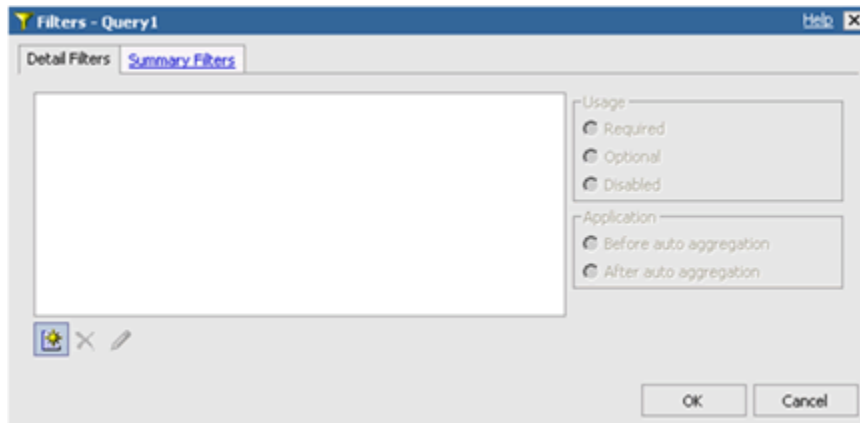 Filters - Query1
Help
Detail Filters
Summary Filters
Usage
Required
Optional
Disabled
Application
Before auto aggregation
After auto aggregation
OK
Cancel